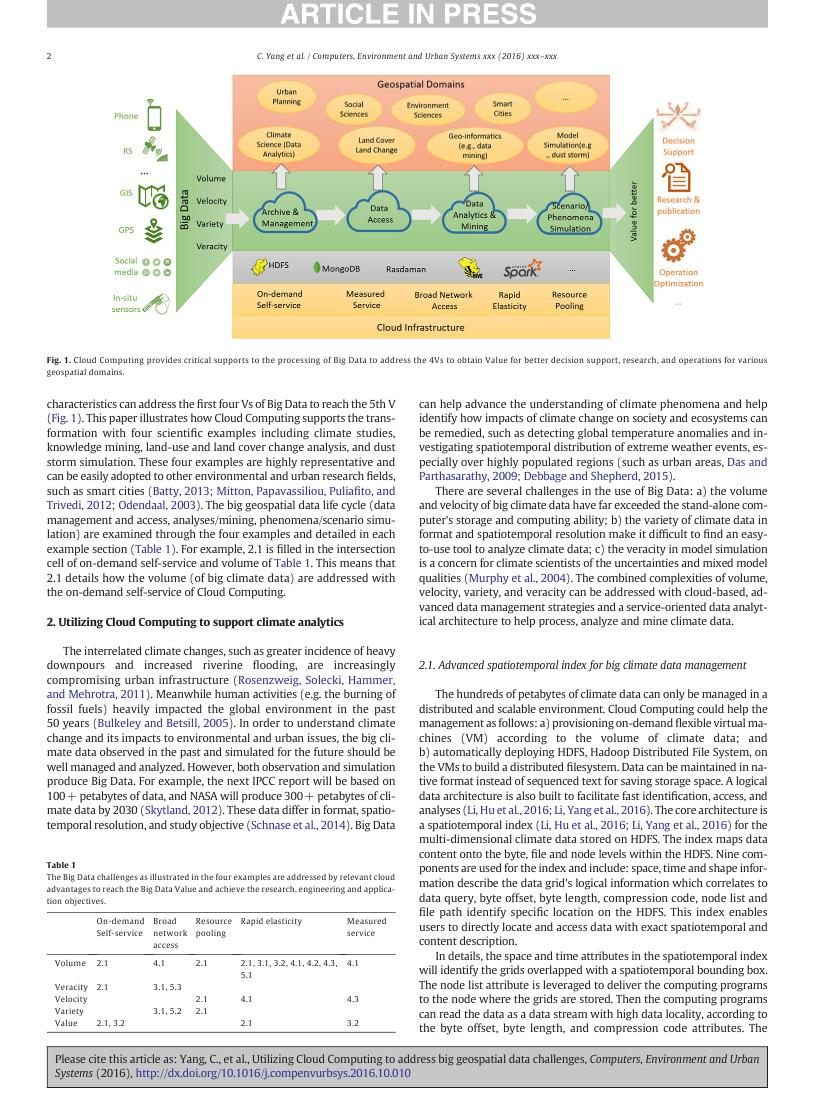 ARTICLE IN PRESS
2
C. Yang et al. / Computers, Environment and Urban Systems xxx (2016) xxx–xxx
Geospatial Domains
Urban
Planning
Social
Sciences
Environment
Sciences
Smart
Cities
...
Climate
Science (Data
Analytics)
Land Cover
Land Change
Geo-informatics
(e.g., data
mining)
Model
Simulation(e.g
., dust storm)
Phone
RS
...
GIS
GPS
Social
media
In-situ
sensors
Big Data
Volume
Velocity
Variety
Veracity
Archive &
Management
Data
Access
Data
Analytics &
Mining
Scenario/
Phenomena
Simulation
Value for better
Decision
Support
Research &
publication
Operation
Optimization
...
HDFS
MongoDB
Rasdaman
HIVE
APACHE
Spark
...
On-demand
Self-service
Measured
Service
Broad Network
Access
Rapid
Elasticity
Resource
Pooling
Cloud Infrastructure
Fig. 1. Cloud Computing provides critical supports to the processing of Big Data to address the 4Vs to obtain Value for better decision support, research, and operations for various
geospatial domains.
characteristics can address the first four Vs of Big Data to reach the 5th V
(Fig. 1). This paper illustrates how Cloud Computing supports the trans-
formation with four scientific examples including climate studies,
knowledge mining, land-use and land cover change analysis, and dust
storm simulation. These four examples are highly representative and
can be easily adopted to other environmental and urban research fields,
such as smart cities (Batty, 2013; Mitton, Papavassiliou, Puliafito, and
Trivedi, 2012; Odendaal, 2003). The big geospatial data life cycle (data
management and access, analyses/mining, phenomena/scenario simu-
lation) are examined through the four examples and detailed in each
example section (Table 1). For example, 2.1 is filled in the intersection
cell of on-demand self-service and volume of Table 1. This means that
2.1 details how the volume (of big climate data) are addressed with
the on-demand self-service of Cloud Computing.
2. Utilizing Cloud Computing to support climate analytics
The interrelated climate changes, such as greater incidence of heavy
downpours and increased riverine flooding, are increasingly
compromising urban infrastructure (Rosenzweig, Solecki, Hammer,
and Mehrotra, 2011). Meanwhile human activities (e.g. the burning of
fossil fuels) heavily impacted the global environment in the past
50 years (Bulkeley and Betsill, 2005). In order to understand climate
change and its impacts to environmental and urban issues, the big cli-
mate data observed in the past and simulated for the future should be
well managed and analyzed. However, both observation and simulation
produce Big Data. For example, the next IPCC report will be based on
100 + petabytes of data, and NASA will produce 300 + petabytes of cli-
mate data by 2030 (Skytland, 2012). These data differ in format, spatio-
temporal resolution, and study objective (Schnase et al., 2014). Big Data
Table 1
The Big Data challenges as illustrated in the four examples are addressed by relevant cloud
advantages to reach the Big Data Value and achieve the research, engineering and applica-
tion objectives.
On-demand Broad Resource Rapid elasticity Measured
Self-service network pooling service
access
Volume 2.1 4.1 2.1 2.1, 3.1, 3.2, 4.1, 4.2, 4.3, 4.1
5.1
Veracity 2.1 3.1, 5.3
Velocity 2.1 4.1 4.3
Variety 3.1, 5.2 2.1
Value 2.1, 3.2 2.1 3.2
can help advance the understanding of climate phenomena and help
identify how impacts of climate change on society and ecosystems can
be remedied, such as detecting global temperature anomalies and in-
vestigating spatiotemporal distribution of extreme weather events, es-
pecially over highly populated regions (such as urban areas, Das and
Parthasarathy, 2009; Debbage and Shepherd, 2015).
There are several challenges in the use of Big Data: a) the volume
and velocity of big climate data have far exceeded the stand-alone com-
puter's storage and computing ability; b) the variety of climate data in
format and spatiotemporal resolution make it difficult to find an easy-
to-use tool to analyze climate data; c) the veracity in model simulation
is a concern for climate scientists of the uncertainties and mixed model
qualities (Murphy et al., 2004). The combined complexities of volume,
velocity, variety, and veracity can be addressed with cloud-based, ad-
vanced data management strategies and a service-oriented data analyt-
ical architecture to help process, analyze and mine climate data.
2.1. Advanced spatiotemporal index for big climate data management
The hundreds of petabytes of climate data can only be managed in a
distributed and scalable environment. Cloud Computing could help the
management as follows: a) provisioning on-demand flexible virtual ma-
chines (VM) according to the volume of climate data; and
b) automatically deploying HDFS, Hadoop Distributed File System, on
the VMs to build a distributed filesystem. Data can be maintained in na-
tive format instead of sequenced text for saving storage space. A logical
data architecture is also built to facilitate fast identification, access, and
analyses (Li, Hu et al., 2016; Li, Yang et al., 2016). The core architecture is
a spatiotemporal index (Li, Hu et al., 2016; Li, Yang et al., 2016) for the
multi-dimensional climate data stored on HDFS. The index maps data
content onto the byte, file and node levels within the HDFS. Nine com-
ponents are used for the index and include: space, time and shape infor-
mation describe the data grid's logical information which correlates to
data query, byte offset, byte length, compression code, node list and
file path identify specific location on the HDFS. This index enables
users to directly locate and access data with exact spatiotemporal and
content description.
In details, the space and time attributes in the spatiotemporal index
will identify the grids overlapped with a spatiotemporal bounding box.
The node list attribute is leveraged to deliver the computing programs
to the node where the grids are stored. Then the computing programs
can read the data as a data stream with high data locality, according to
the byte offset, byte length, and compression code attributes. The
Please cite this article as: Yang, C., et al., Utilizing Cloud Computing to address big geospatial data challenges, Computers, Environment and Urban
Systems (2016), http://dx.doi.org/10.1016/j.compenvurbsys.2016.10.010